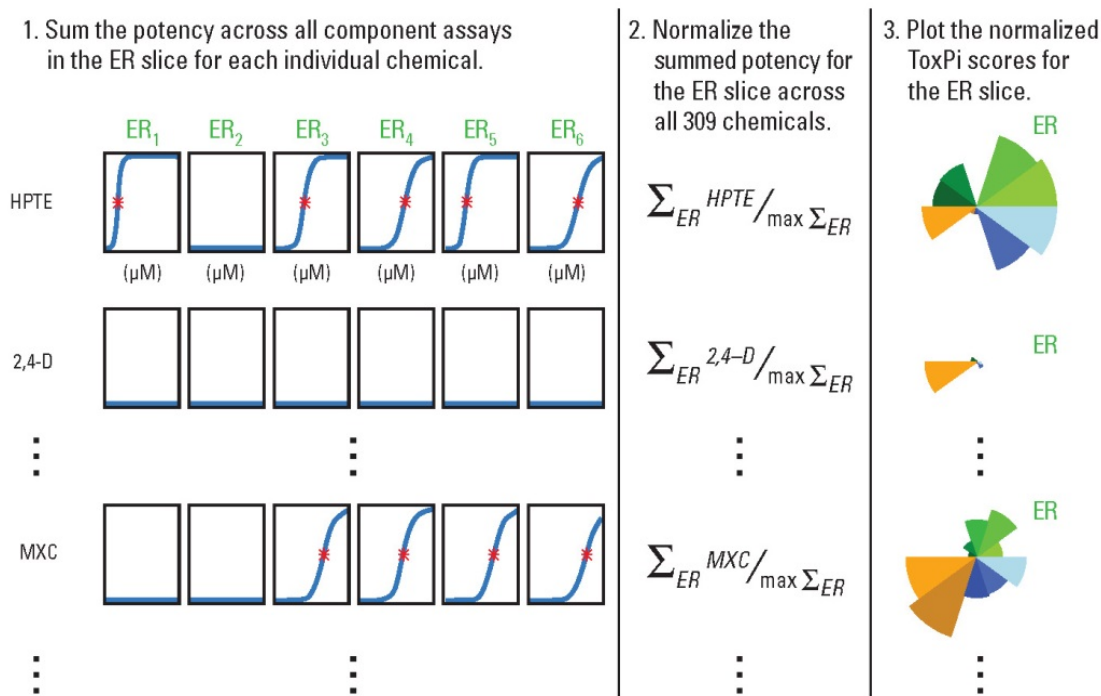 1. Sum the potency across all component assays
in the ER slice for each individual chemical.
2. Normalize the
summed potency for
the ER slice across
all 309 chemicals.
3. Plot the normalized
ToxPi scores for
the ER slice.
ER₁ ER₂ ER₃ ER₄ ER₅ ER₆
HPTE
(µM) (µM) (µM) (µM) (µM) (µM)
∑ER HPTE/max ∑ER
ER
2,4-D
∑ER 2,4–D/max ∑ER
ER
MXC
∑ER MXC/max ∑ER
ER